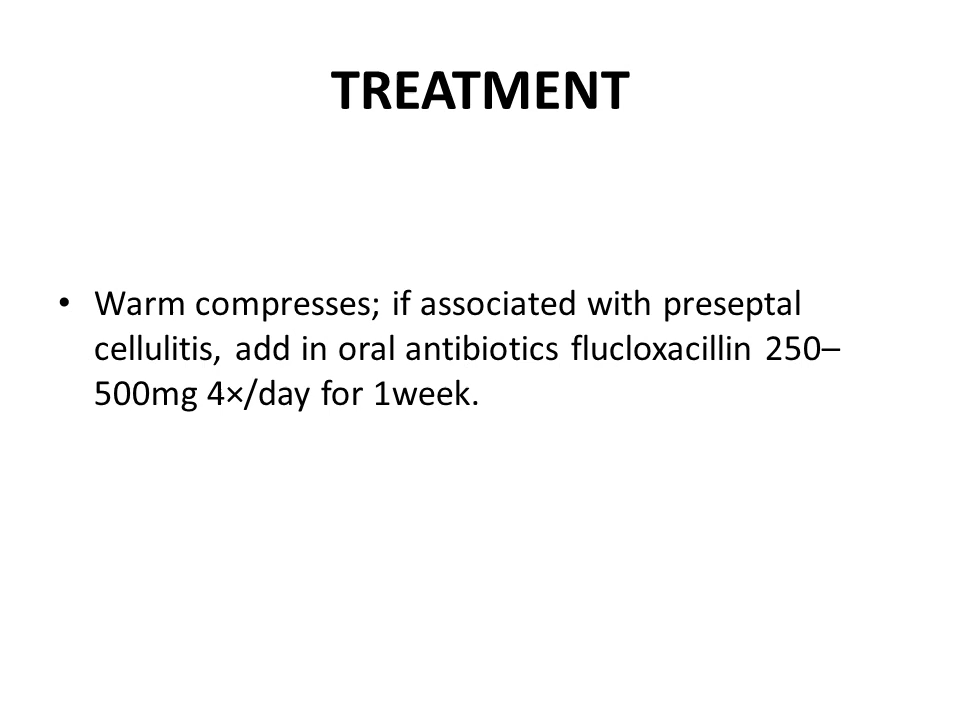 TREATMENT
• Warm compresses; if associated with preseptal
cellulitis, add in oral antibiotics flucloxacillin 250–
500mg 4×/day for 1week.